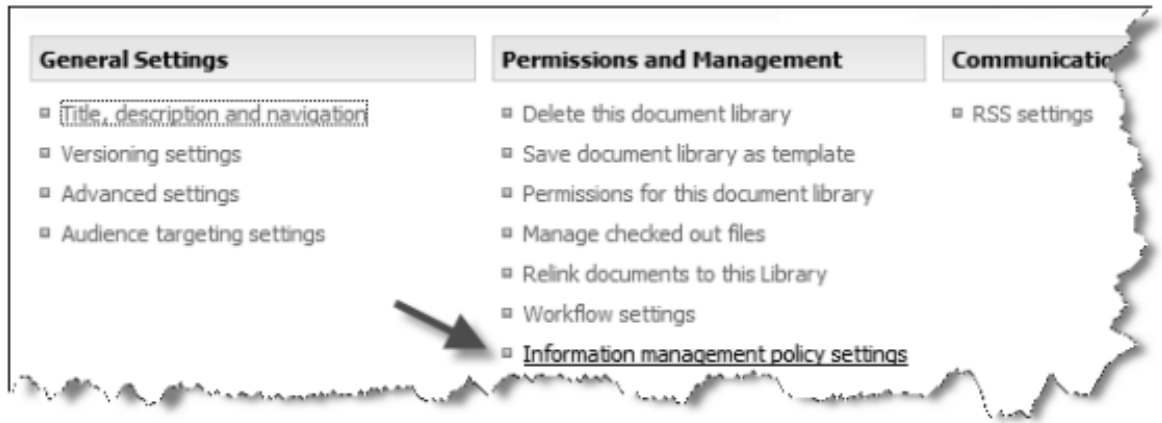 General Settings
Title, description and navigation
Versioning settings
Advanced settings
Audience targeting settings
Permissions and Management
Delete this document library
Save document library as template
Permissions for this document library
Manage checked out files
Relink documents to this Library
Workflow settings
Information management policy settings
Communicatio
RSS settings